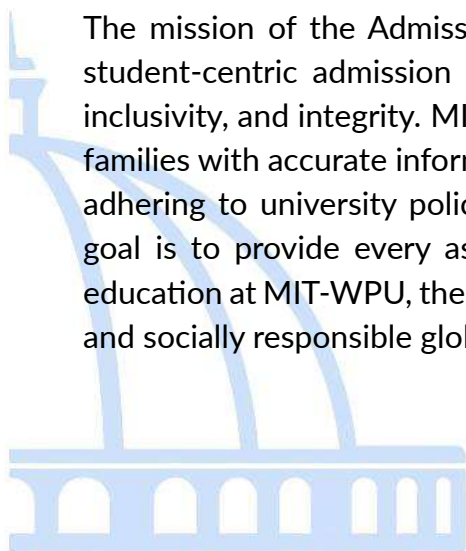 The mission of the Admiss
student-centric admission
inclusivity, and integrity. MI
families with accurate inforr
adhering to university polic
goal is to provide every as
education at MIT-WPU, the
and socially responsible glol